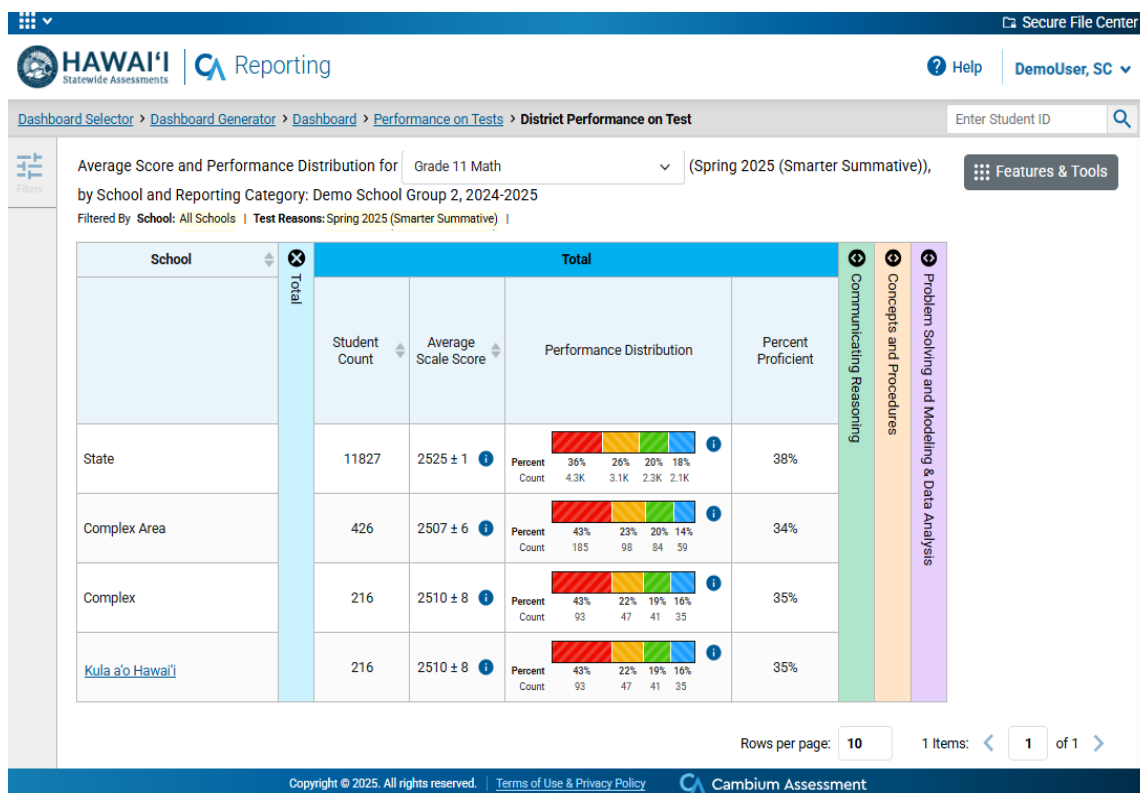 Secure File Center
HAWAI'I
Statewide Assessments
CA Reporting
? Help
DemoUser, SC
Dashboard Selector › Dashboard Generator › Dashboard › Performance on Tests › District Performance on Test
Enter Student ID
Filters
Average Score and Performance Distribution for Grade 11 Math (Spring 2025 (Smarter Summative)),
by School and Reporting Category: Demo School Group 2, 2024-2025
Filtered By School: All Schools | Test Reasons: Spring 2025 (Smarter Summative) |
Features & Tools
School
Total
Total
Student Count
Average Scale Score
Performance Distribution
Percent Proficient
Communicating Reasoning
Concepts and Procedures
Problem Solving and Modeling & Data Analysis
State 11827 2525 ± 1 38%
Percent 36% 26% 20% 18%
Count 4.3K 3.1K 2.3K 2.1K
Complex Area 426 2507 ± 6 34%
Percent 43% 23% 20% 14%
Count 185 98 84 59
Complex 216 2510 ± 8 35%
Percent 43% 22% 19% 16%
Count 93 47 41 35
Kula a'o Hawai'i 216 2510 ± 8 35%
Percent 43% 22% 19% 16%
Count 93 47 41 35
Rows per page: 10 1 Items: 1 of 1
Copyright © 2025. All rights reserved. | Terms of Use & Privacy Policy CA Cambium Assessment